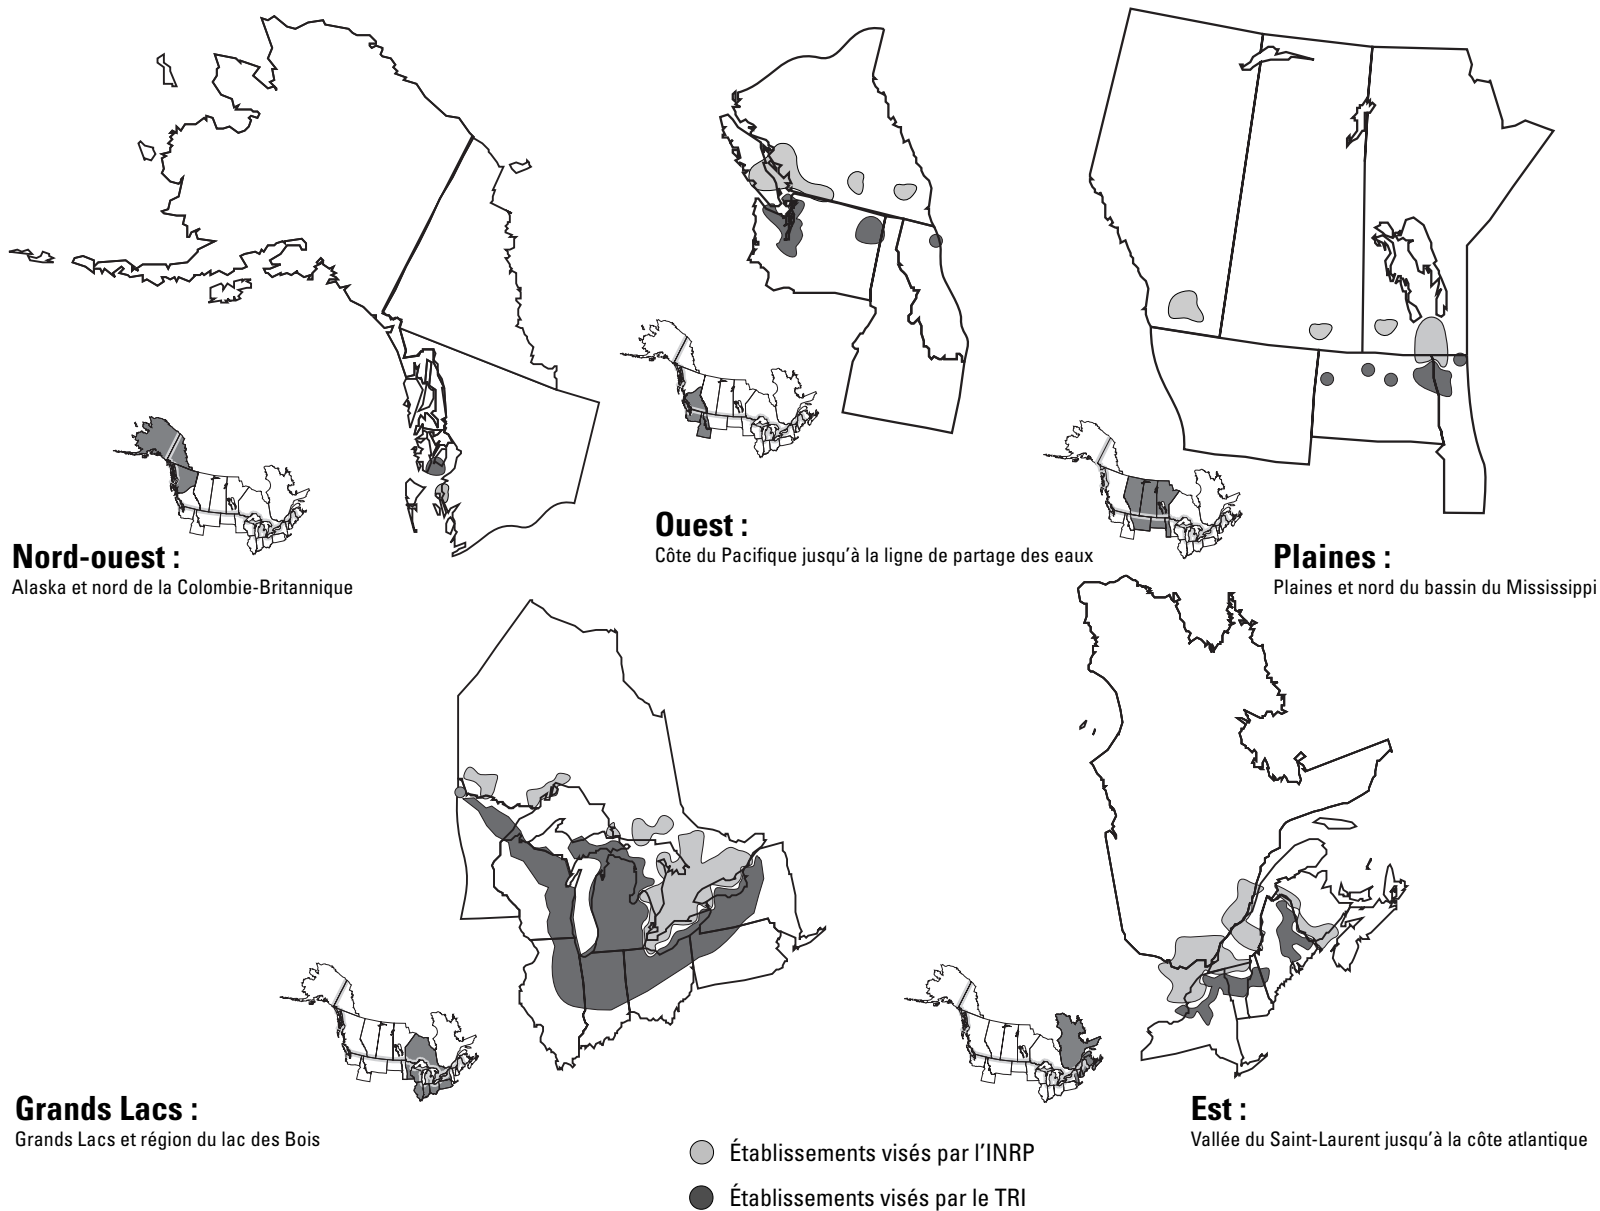 Nord-ouest :
Alaska et nord de la Colombie-Britannique
Ouest :
Côte du Pacifique jusqu'à la ligne de partage des eaux
Plaines :
Plaines et nord du bassin du Mississippi
Grands Lacs :
Grands Lacs et région du lac des Bois
Est :
Vallée du Saint-Laurent jusqu'à la côte atlantique
Établissements visés par l'INRP
Établissements visés par le TRI